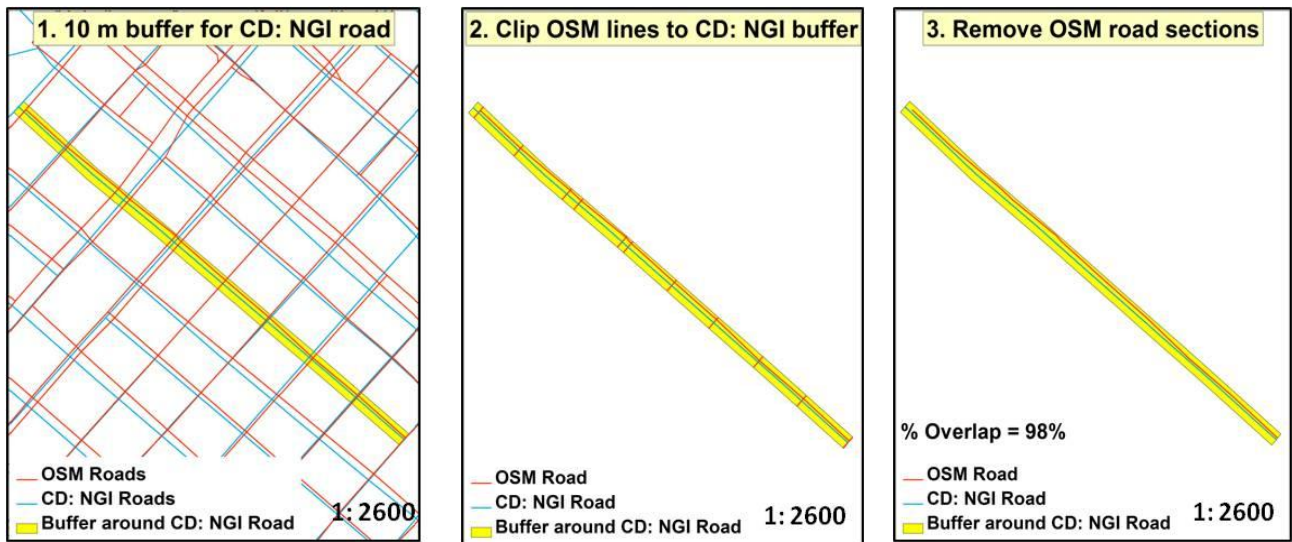 1. 10 m buffer for CD: NGI road
OSM Roads
CD: NGI Roads
Buffer around CD: NGI Road
1: 2600
2. Clip OSM lines to CD: NGI buffer
OSM Road
CD: NGI Road
Buffer around CD: NGI Road
1: 2600
3. Remove OSM road sections
% Overlap = 98%
OSM Road
CD: NGI Road
Buffer around CD: NGI Road
1: 2600